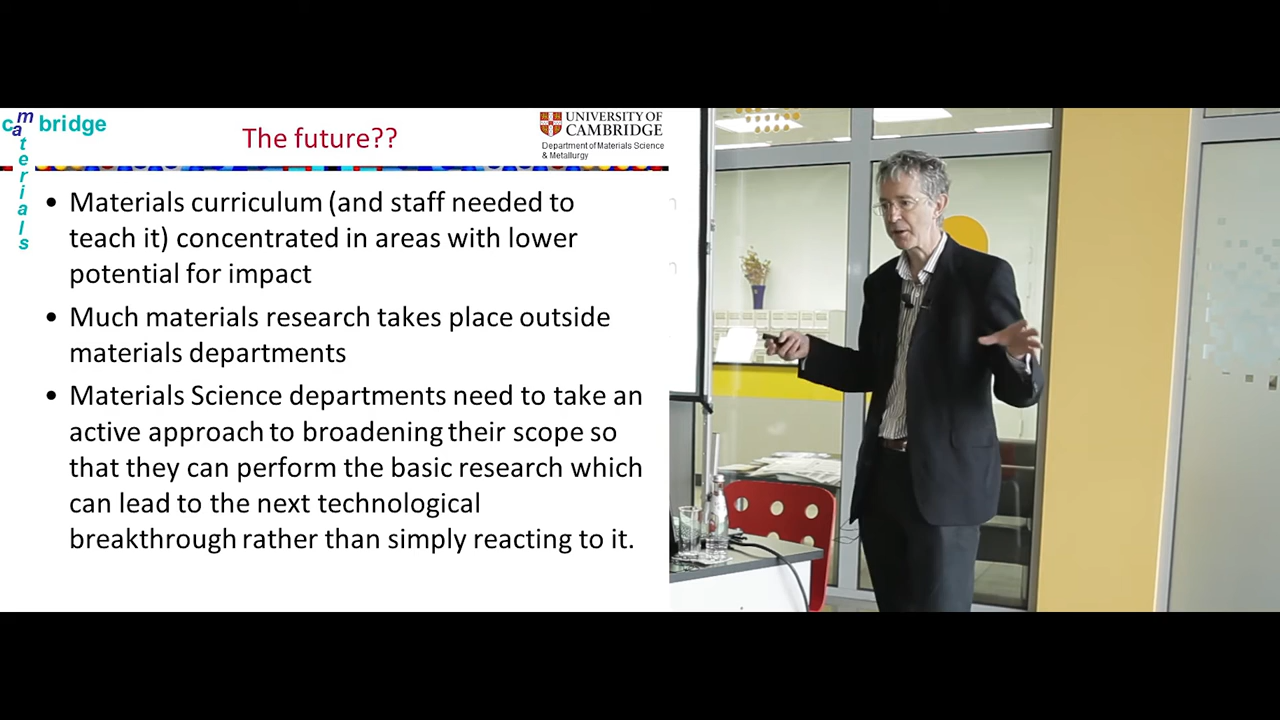 cambridge
materials
The future??
UNIVERSITY OF
CAMBRIDGE
Department of Materials Science
& Metallurgy
• Materials curriculum (and staff needed to
teach it) concentrated in areas with lower
potential for impact
• Much materials research takes place outside
materials departments
• Materials Science departments need to take an
active approach to broadening their scope so
that they can perform the basic research which
can lead to the next technological
breakthrough rather than simply reacting to it.